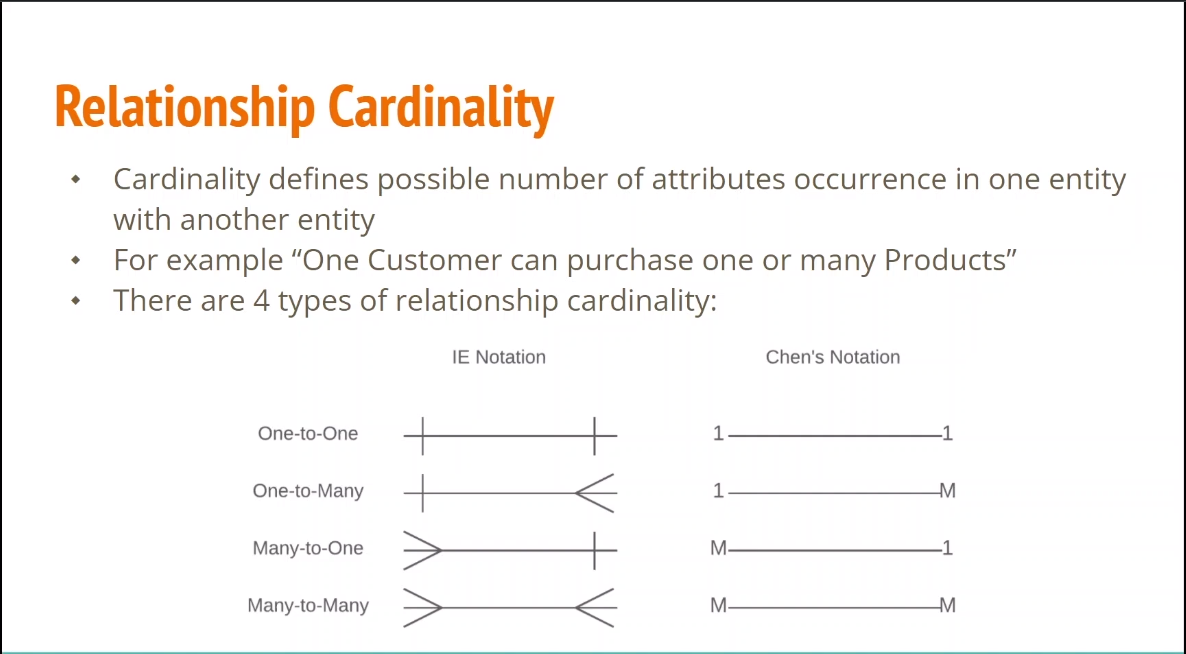 Relationship Cardinality
◆ Cardinality defines possible number of attributes occurrence in one entity
with another entity
◆ For example “One Customer can purchase one or many Products”
◆ There are 4 types of relationship cardinality:
IE Notation Chen's Notation
One-to-One 1 1
One-to-Many 1 M
Many-to-One M 1
Many-to-Many M M